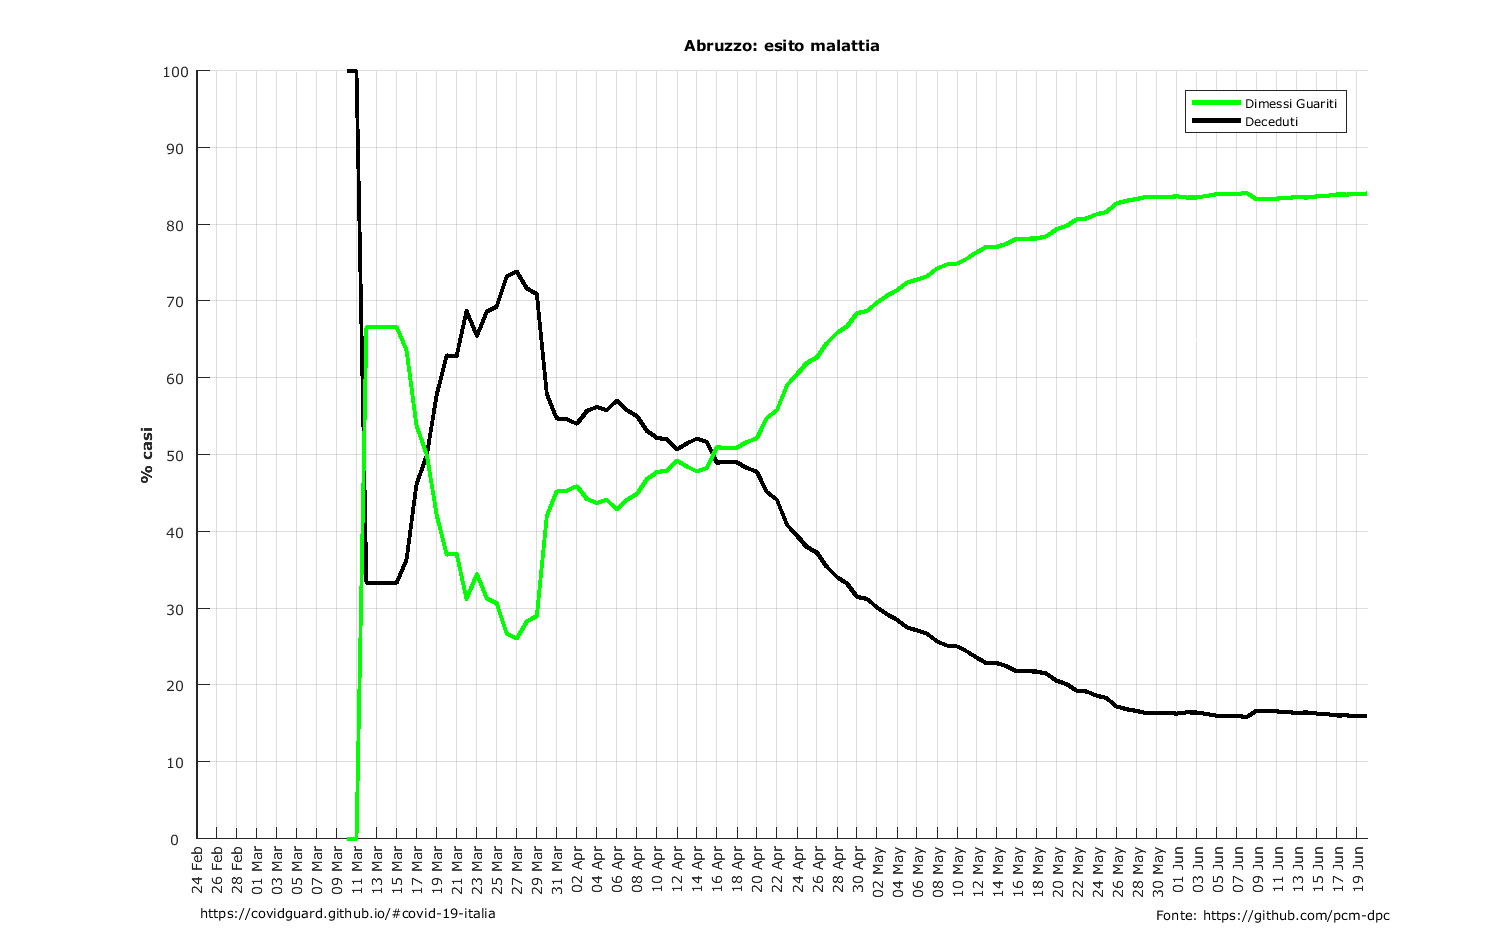 Abruzzo: esito malattia
Dimessi Guariti
Deceduti
% casi
100
90
80
70
60
50
40
30
20
10
0
24 Feb
26 Feb
28 Feb
01 Mar
03 Mar
05 Mar
07 Mar
09 Mar
11 Mar
13 Mar
15 Mar
17 Mar
19 Mar
21 Mar
23 Mar
25 Mar
27 Mar
29 Mar
31 Mar
02 Apr
04 Apr
06 Apr
08 Apr
10 Apr
12 Apr
14 Apr
16 Apr
18 Apr
20 Apr
22 Apr
24 Apr
26 Apr
28 Apr
30 Apr
02 May
04 May
06 May
08 May
10 May
12 May
14 May
16 May
18 May
20 May
22 May
24 May
26 May
28 May
30 May
01 Jun
03 Jun
05 Jun
07 Jun
09 Jun
11 Jun
13 Jun
15 Jun
17 Jun
19 Jun
https://covidguard.github.io/#covid-19-italia
Fonte: https://github.com/pcm-dpc